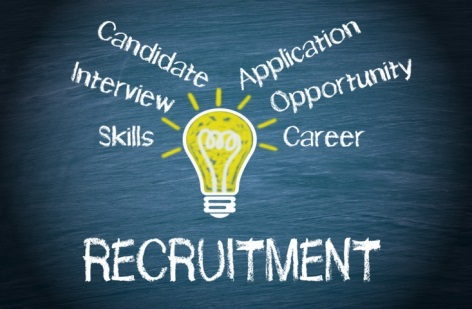 Candidate
Application
Interview
Opportunity
Skills
Career
RECRUITMENT